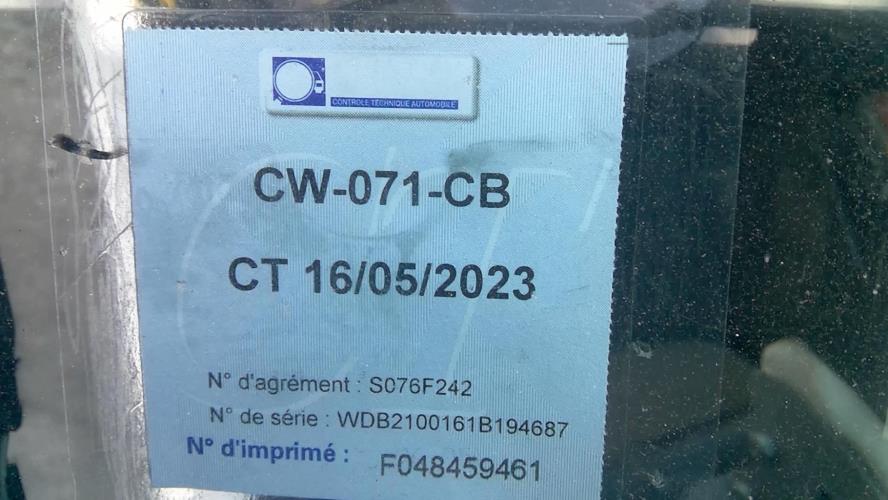 CONTROLE TECHNIQUE AUTOMOBILE
CW-071-CB
CT 16/05/2023
N° d'agrément : S076F242
N° de série : WDB2100161B194687
N° d'imprimé : F048459461